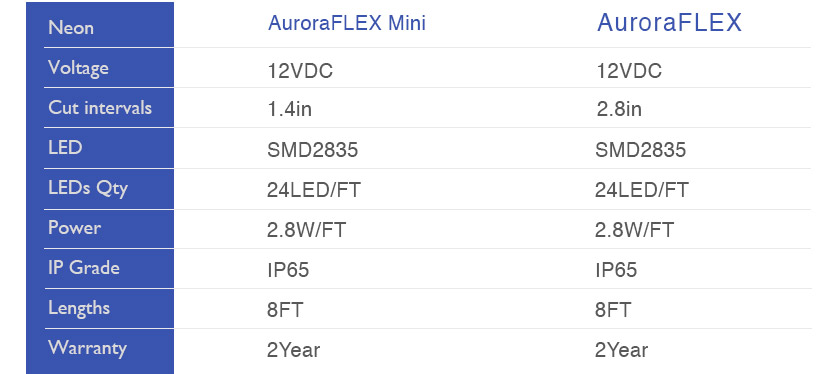 Neon AuroraFLEX Mini AuroraFLEX
Voltage 12VDC 12VDC
Cut intervals 1.4in 2.8in
LED SMD2835 SMD2835
LEDs Qty 24LED/FT 24LED/FT
Power 2.8W/FT 2.8W/FT
IP Grade IP65 IP65
Lengths 8FT 8FT
Warranty 2Year 2Year